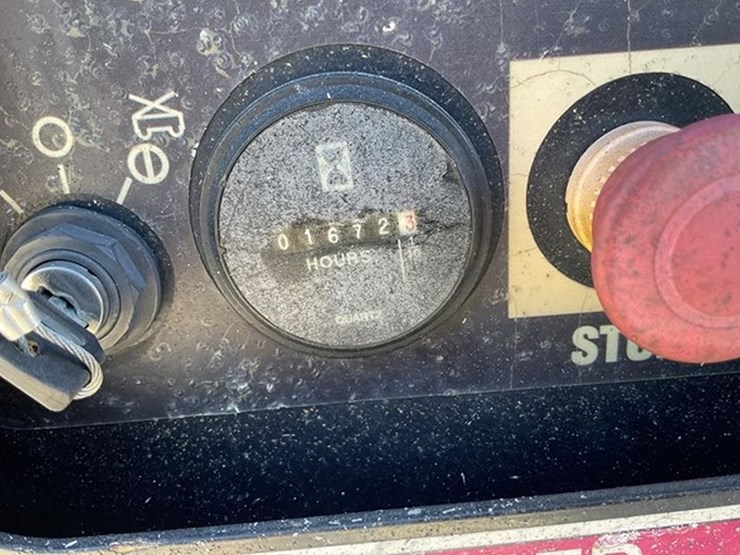 016723
HOURS
1/10
QUARTZ
STO